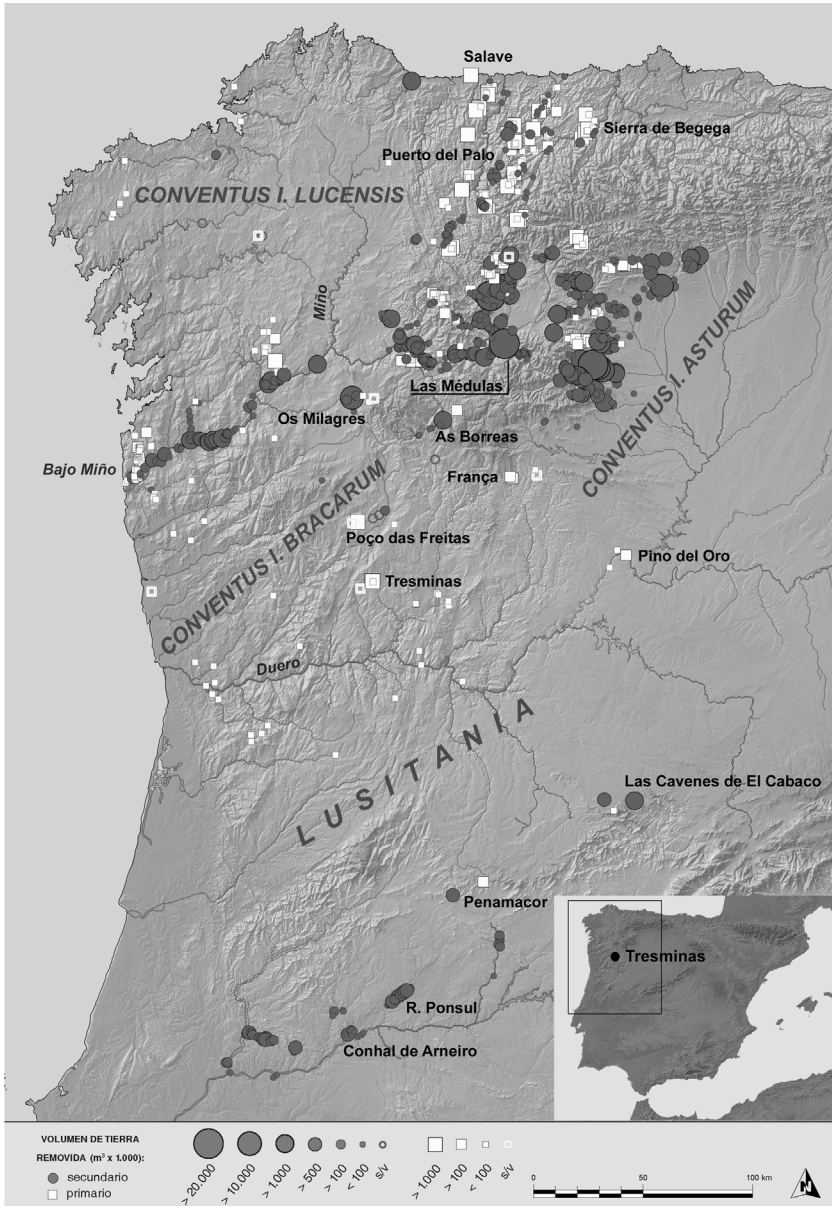 Salave
Sierra de Begega
Puerto del Palo
CONVENTUS I. LUCENSIS
Miño
CONVENTUS I. ASTURUM
Las Médulas
Os Milagres
As Borreas
Bajo Miño
França
CONVENTUS I. BRACARUM
Poço das Freitas
Pino del Oro
Tresminas
Duero
LUSITANIA
Las Cavenes de El Cabaco
Penamacor
Tresminas
R. Ponsul
Conhal de Arneiro
VOLUMEN DE TIERRA
REMOVIDA (m³ x 1.000):
secundario
primario
> 20.000
> 10.000
> 1.000
> 500
> 100
< 100
S/V
> 1.000
> 100
< 100
S/V
0 50 100 km
N